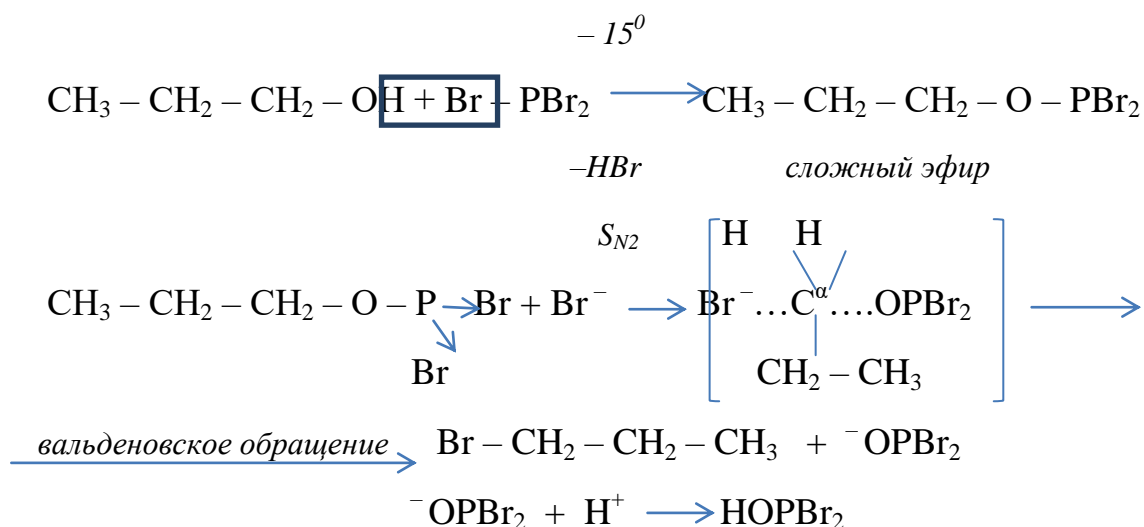 – 15⁰
CH₃ – CH₂ – CH₂ – OH + Br – PBr₂ ⟶ CH₃ – CH₂ – CH₂ – O – PBr₂
–HBr сложный эфир
S_N2 H H
CH₃ – CH₂ – CH₂ – O – P → Br + Br⁻ ⟶ Br⁻ …Cᵅ ….OPBr₂ ⟶
Br CH₂ – CH₃
вальденовское обращение Br – CH₂ – CH₂ – CH₃ + ⁻OPBr₂
⁻OPBr₂ + H⁺ ⟶ HOPBr₂